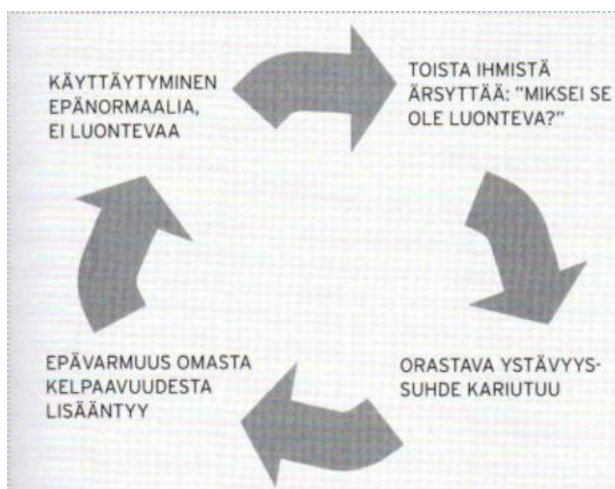 KÄYTTÄYTYMINEN
EPÄNORMAALIA,
EI LUONTEVAA
TOISTA IHMISTÄ
ÄRSYTTÄÄ: "MIKSEI SE
OLE LUONTEVA?"
ORASTAVA YSTÄVYYS-
SUHDE KARIUTUU
EPÄVARMUUS OMASTA
KELPAAVUUDESTA
LISÄÄNTYY